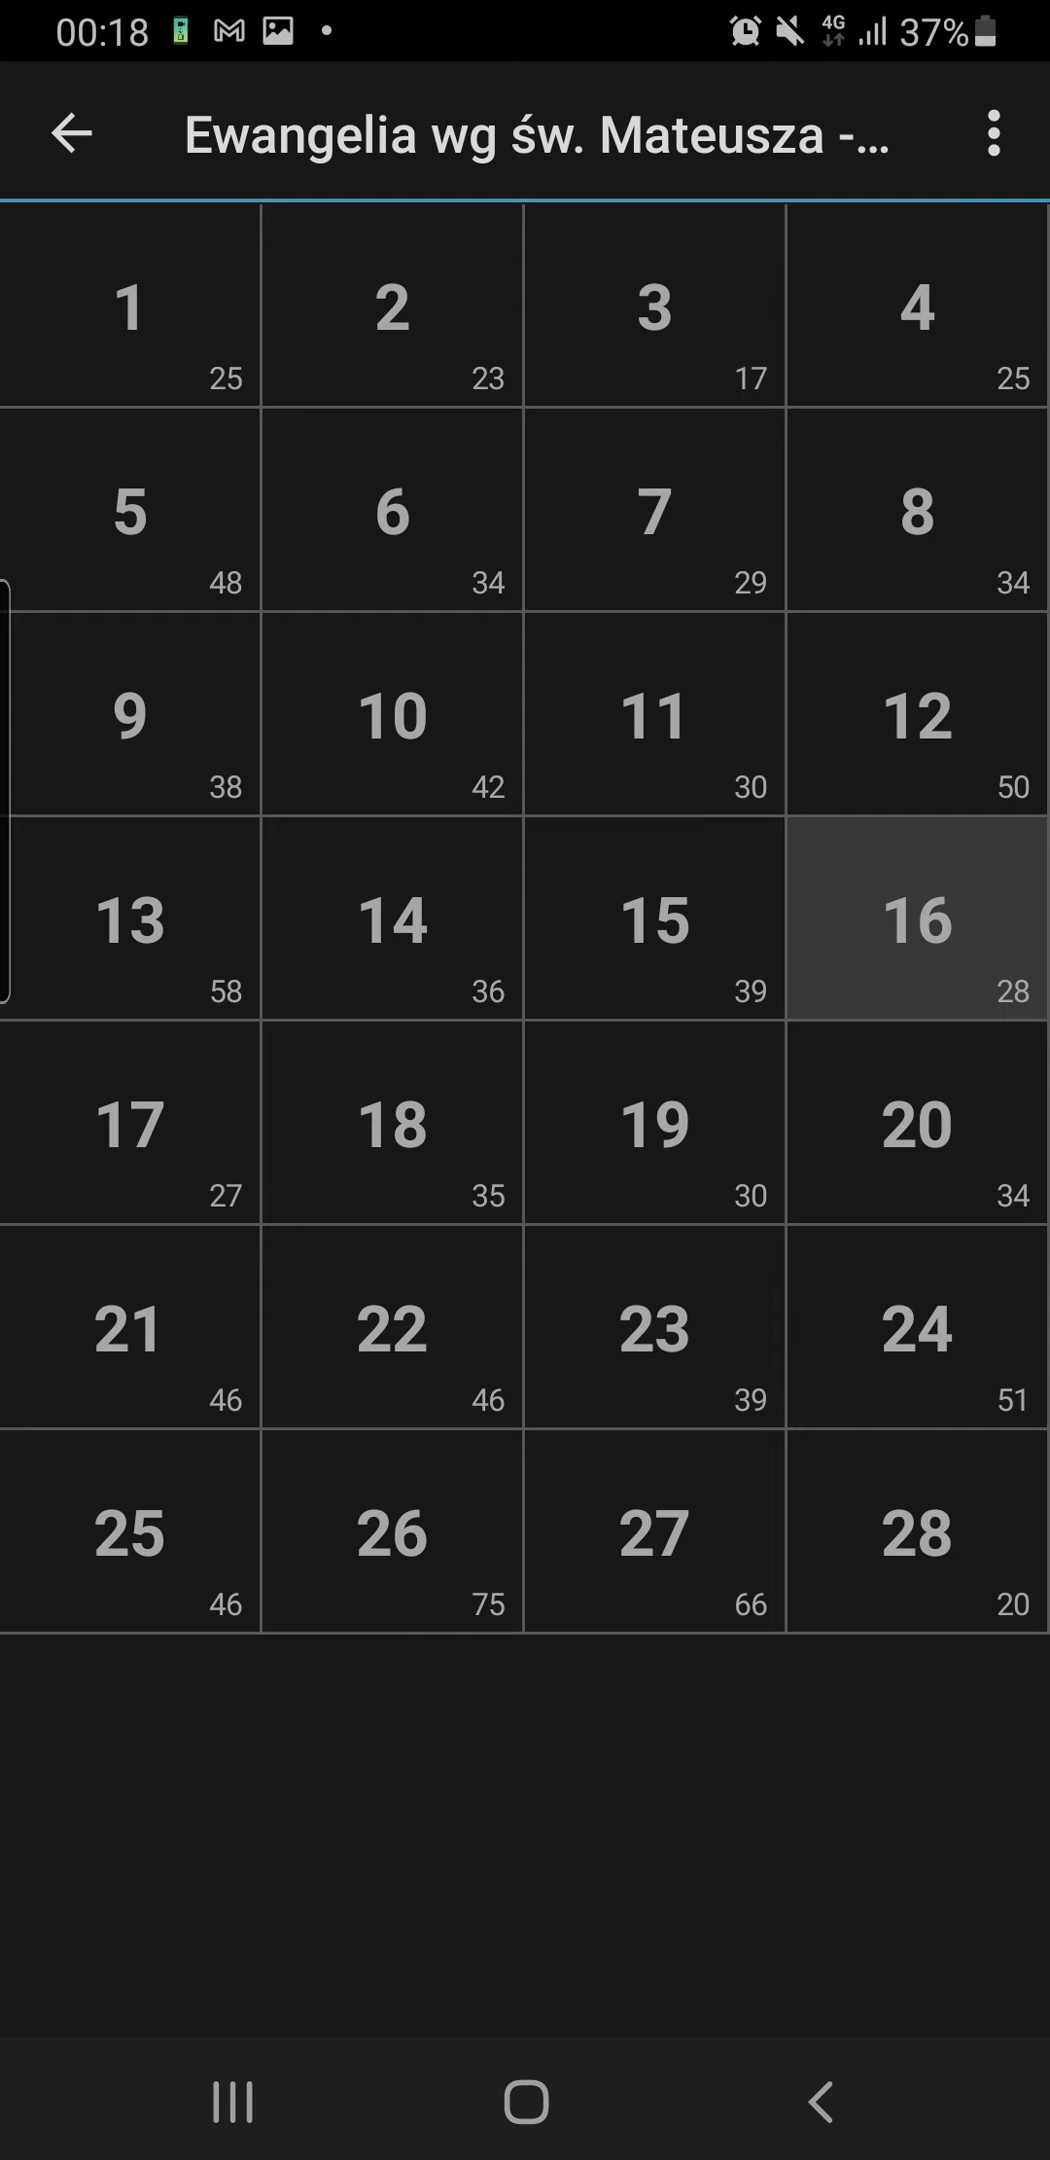 00:18 4G 37%
Ewangelia wg św. Mateusza -...
1 2 3 4
25 23 17 25
5 6 7 8
48 34 29 34
9 10 11 12
38 42 30 50
13 14 15 16
58 36 39 28
17 18 19 20
27 35 30 34
21 22 23 24
46 46 39 51
25 26 27 28
46 75 66 20